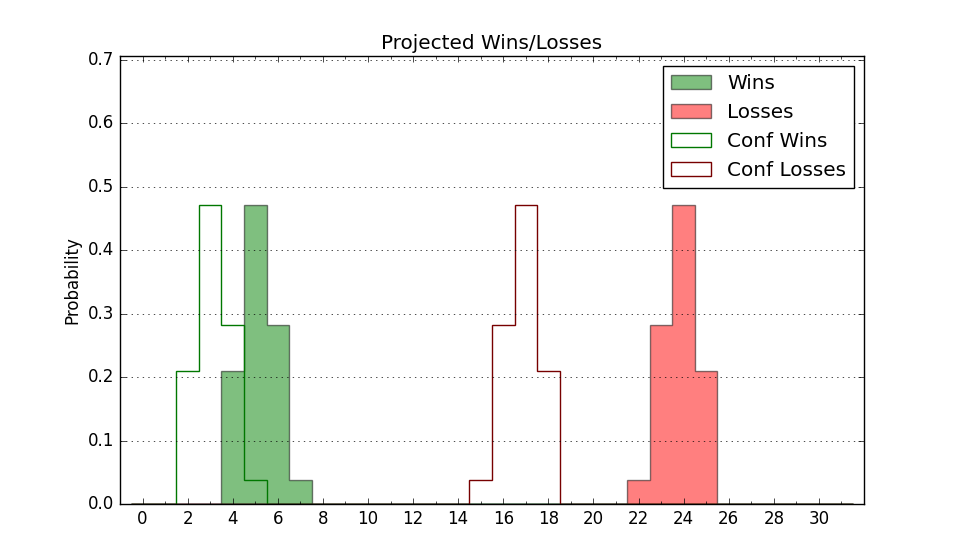 Projected Wins/Losses
0.7
0.6
0.5
0.4
0.3
0.2
0.1
0.0
Probability
Wins
Losses
Conf Wins
Conf Losses
0 2 4 6 8 10 12 14 16 18 20 22 24 26 28 30